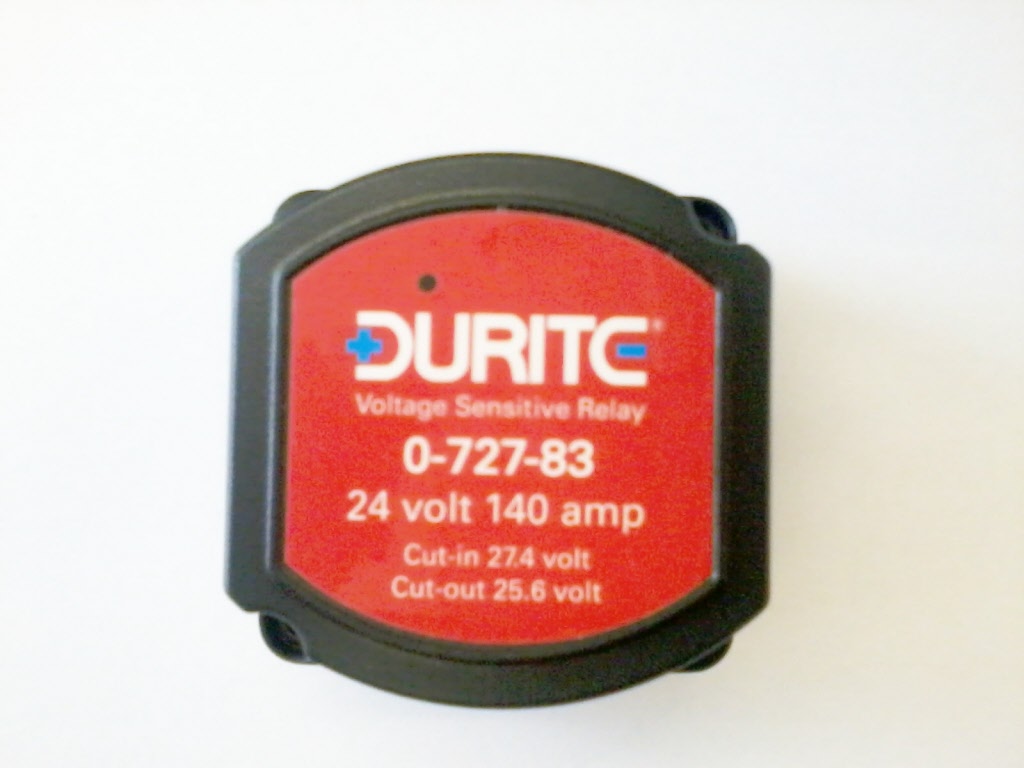 DURITE®
Voltage Sensitive Relay
0-727-83
24 volt 140 amp
Cut-in 27.4 volt
Cut-out 25.6 volt